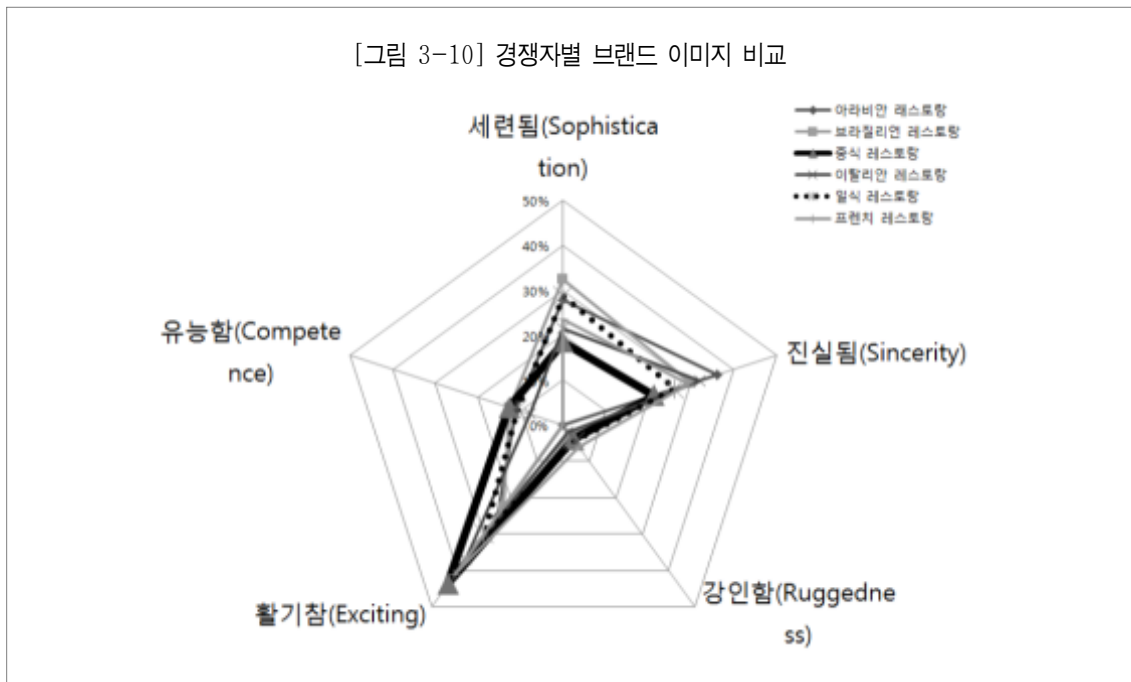 [그림 3-10] 경쟁자별 브랜드 이미지 비교
아라비안 래스토랑
브라질리언 레스토랑
중식 레스토랑
이탈리안 레스토랑
일식 레스토랑
프렌치 레스토랑
세련됨(Sophistica
tion)
50%
40%
30%
20%
0%
유능함(Compete
nce)
진실됨(Sincerity)
활기참(Exciting)
강인함(Ruggedne
ss)